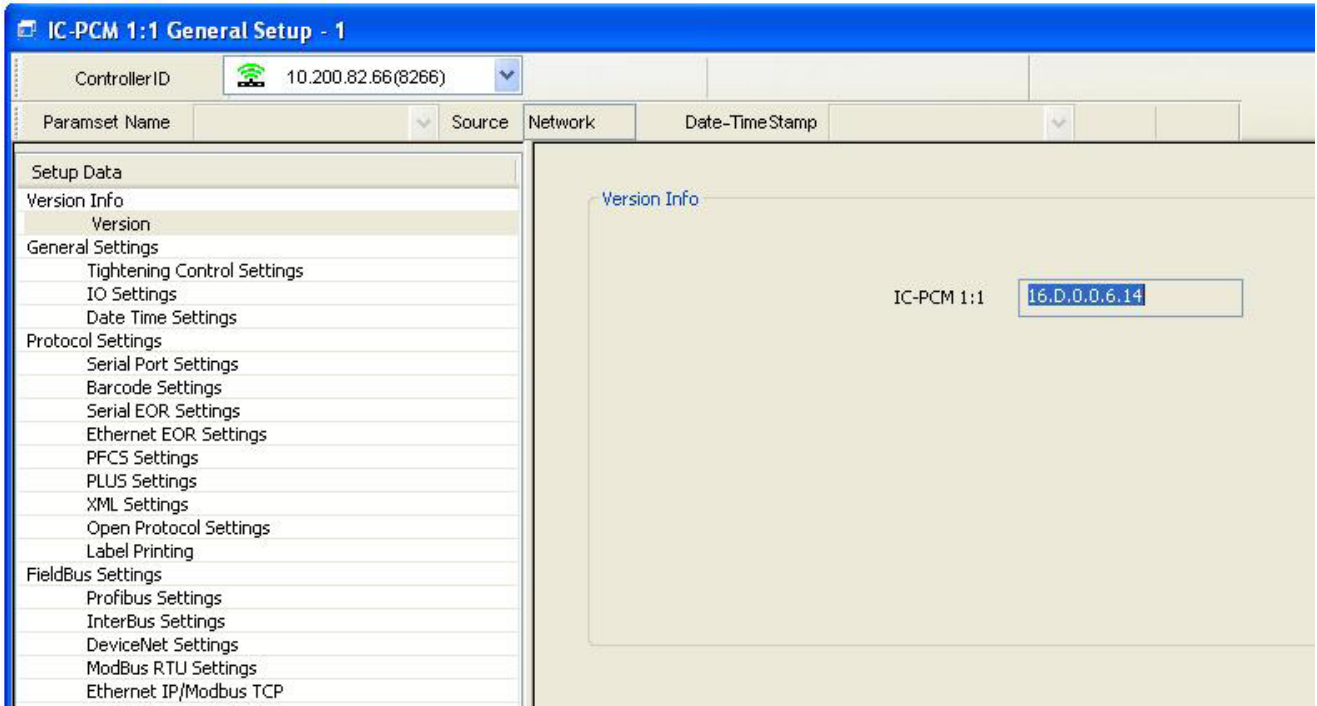 IC-PCM 1:1 General Setup - 1
ControllerID 10.200.82.66(8266)
Paramset Name Source Network Date-TimeStamp
Setup Data
Version Info
Version
General Settings
Tightening Control Settings
IO Settings
Date Time Settings
Protocol Settings
Serial Port Settings
Barcode Settings
Serial EOR Settings
Ethernet EOR Settings
PFCS Settings
PLUS Settings
XML Settings
Open Protocol Settings
Label Printing
FieldBus Settings
Profibus Settings
InterBus Settings
DeviceNet Settings
ModBus RTU Settings
Ethernet IP/Modbus TCP
Version Info
IC-PCM 1:1 16.D.0.0.6.14